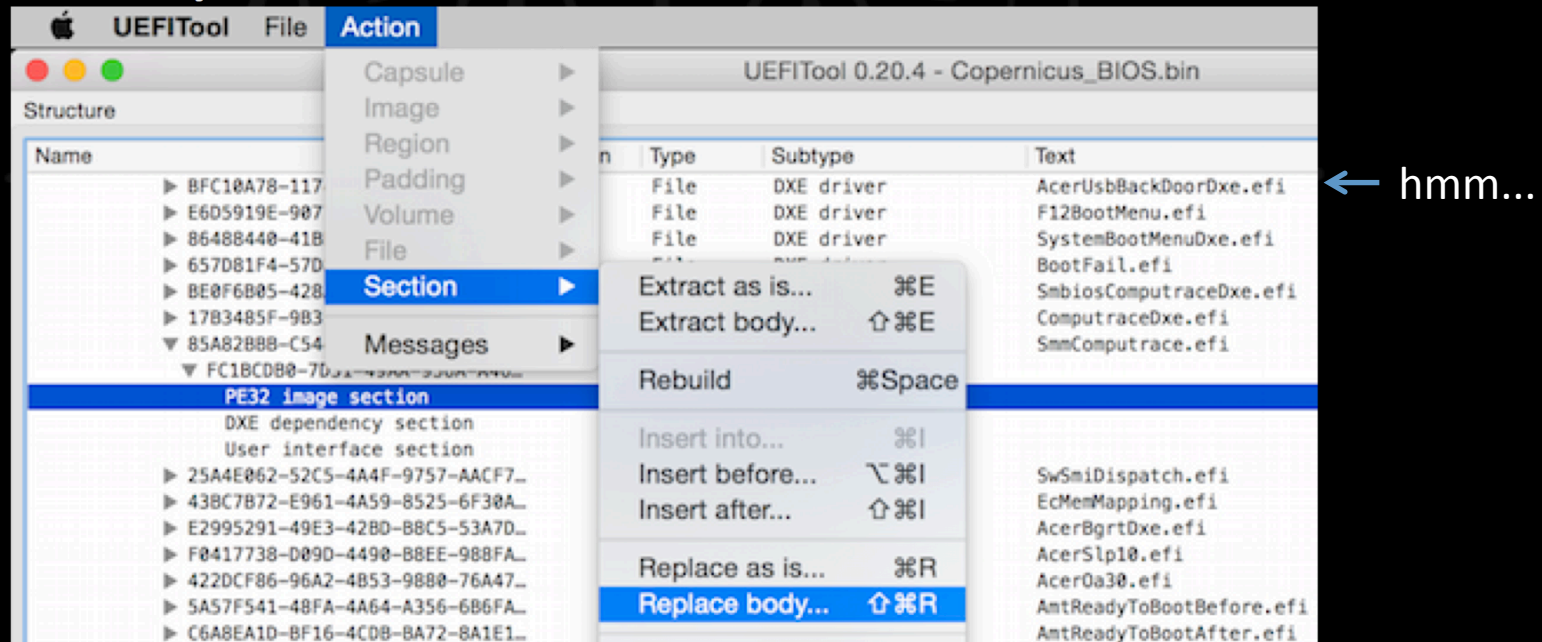 UEFITool File Action
UEFITool 0.20.4 - Copernicus_BIOS.bin
Structure
Capsule
Image
Region
Padding
Volume
File
Section
Messages
Name n Type Subtype Text
BFC10A78-117 File DXE driver AcerUsbBackDoorDxe.efi ← hmm...
E6D5919E-907 File DXE driver F12BootMenu.efi
86488440-41B File DXE driver SystemBootMenuDxe.efi
657D81F4-57D BootFail.efi
BE0F6B05-428 SmbiosComputraceDxe.efi
17B3485F-9B3 ComputraceDxe.efi
85A82BBB-C54 SmmComputrace.efi
PE32 image section
DXE dependency section
User interface section
25A4E062-52C5-4A4F-9757-AACF7… SwSmiDispatch.efi
43BC7B72-E961-4A59-8525-6F30A… EcMemMapping.efi
E2995291-49E3-42BD-B8C5-53A7D… AcerBgrtDxe.efi
F0417738-D09D-4490-B8EE-988FA… AcerSlp10.efi
422DCF86-96A2-4B53-9880-76A47… AcerOa30.efi
5A57F541-48FA-4A64-A356-6B6FA… AmtReadyToBootBefore.efi
C6A8EA1D-BF16-4CDB-BA72-8A1E1… AmtReadyToBootAfter.efi
Extract as is... ⌘E
Extract body... ⇧⌘E
Rebuild ⌘Space
Insert into... ⌘I
Insert before... ⌥⌘I
Insert after... ⇧⌘I
Replace as is... ⌘R
Replace body... ⇧⌘R